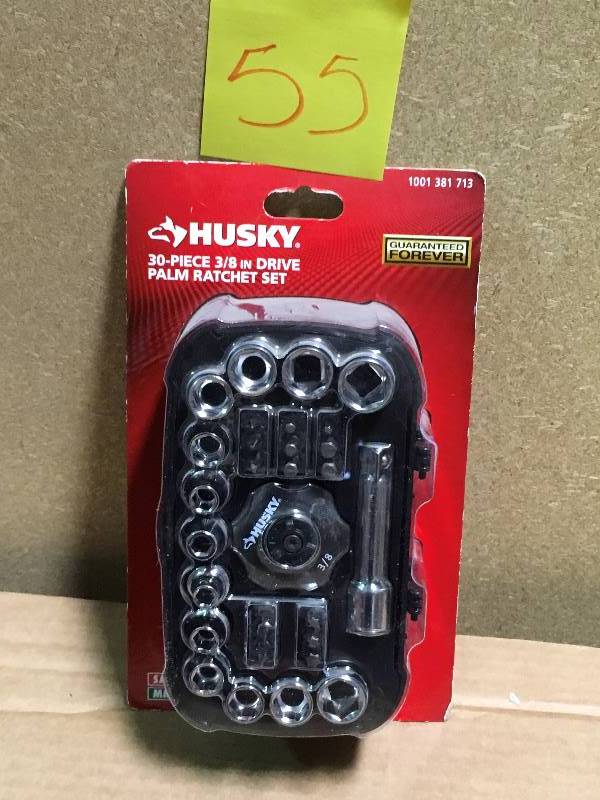 55
1001 381 713
HUSKY
30-PIECE 3/8 IN DRIVE
PALM RATCHET SET
GUARANTEED
FOREVER
HUSKY
3/8